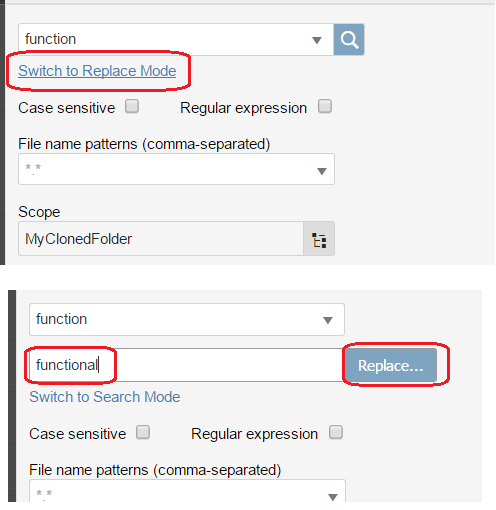 function
Switch to Replace Mode
Case sensitive Regular expression
File name patterns (comma-separated)
*.*
Scope
MyClonedFolder
function
functional Replace...
Switch to Search Mode
Case sensitive Regular expression
File name patterns (comma-separated)
*.*